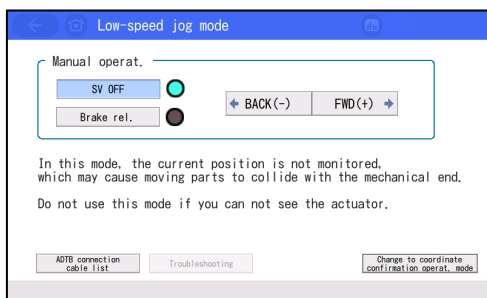 Low-speed jog mode
Manual operat.
SV OFF
Brake rel.
BACK(-)
FWD(+)
In this mode, the current position is not monitored,
which may cause moving parts to collide with the mechanical end.
Do not use this mode if you can not see the actuator.
ADTB connection
cable list
Troubleshooting
Change to coordinate
confirmation operat. mode